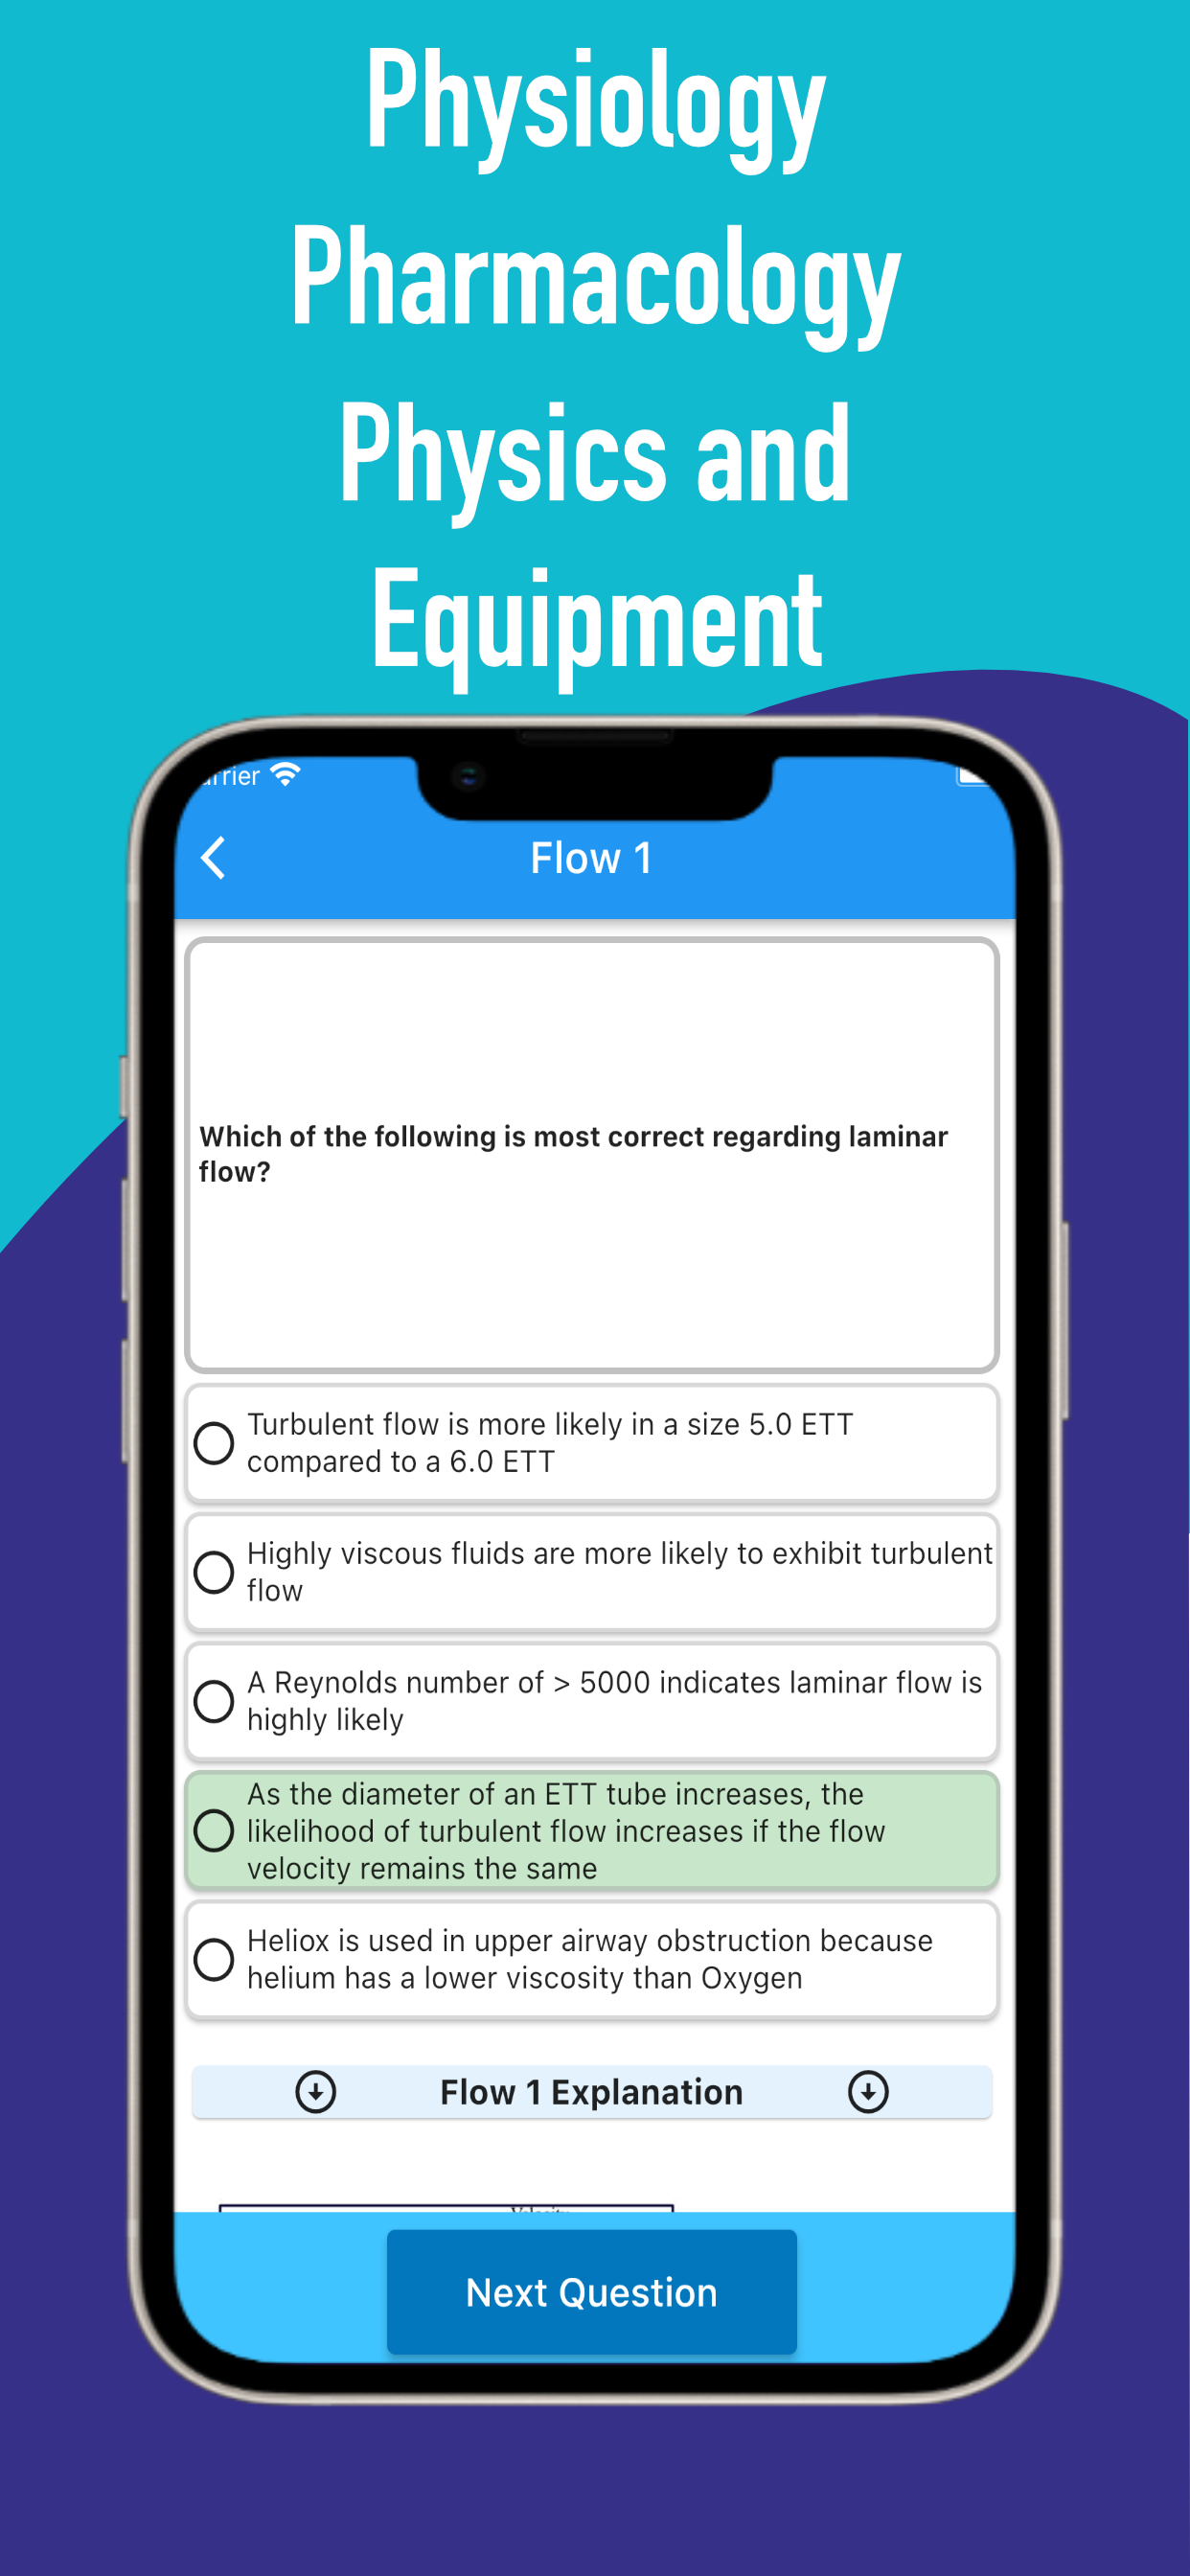 Physiology
Pharmacology
Physics and
Equipment
Flow 1
Which of the following is most correct regarding laminar
flow?
Turbulent flow is more likely in a size 5.0 ETT
compared to a 6.0 ETT
Highly viscous fluids are more likely to exhibit turbulent
flow
A Reynolds number of > 5000 indicates laminar flow is
highly likely
As the diameter of an ETT tube increases, the
likelihood of turbulent flow increases if the flow
velocity remains the same
Heliox is used in upper airway obstruction because
helium has a lower viscosity than Oxygen
Flow 1 Explanation
Next Question